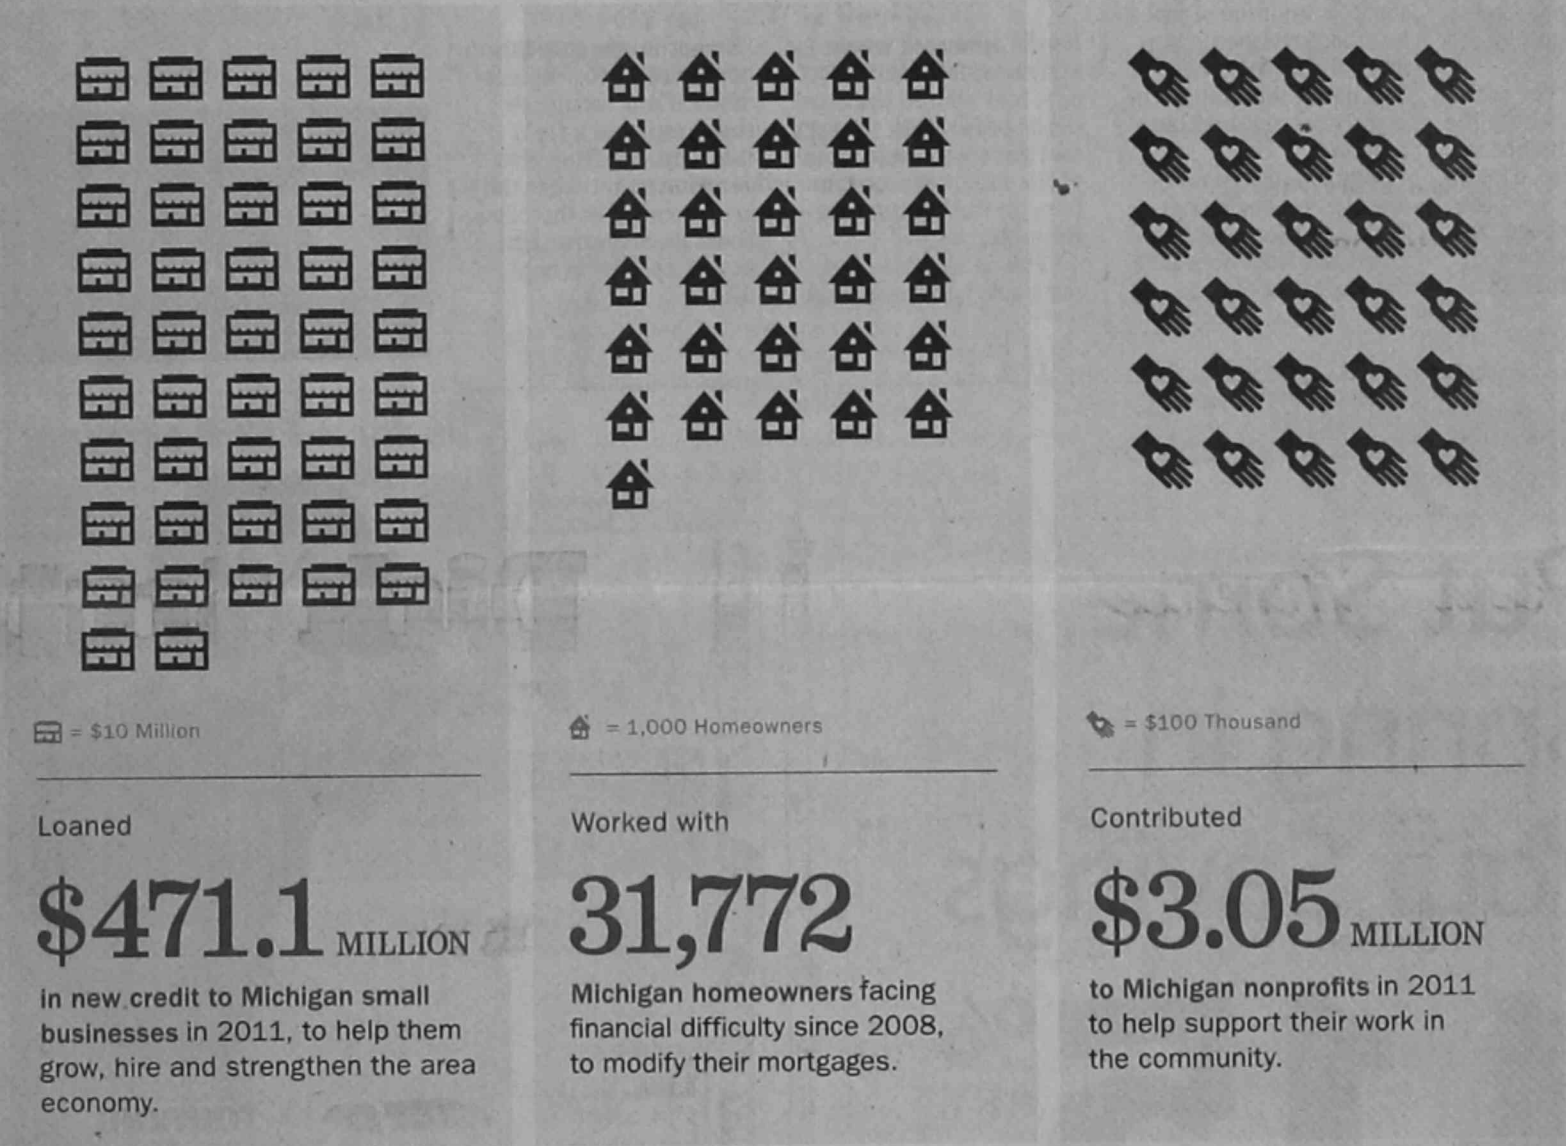 = $10 Million
Loaned
$471.1 MILLION
in new credit to Michigan small
businesses in 2011, to help them
grow, hire and strengthen the area
economy.
= 1,000 Homeowners
Worked with
31,772
Michigan homeowners facing
financial difficulty since 2008,
to modify their mortgages.
= $100 Thousand
Contributed
$3.05 MILLION
to Michigan nonprofits in 2011
to help support their work in
the community.